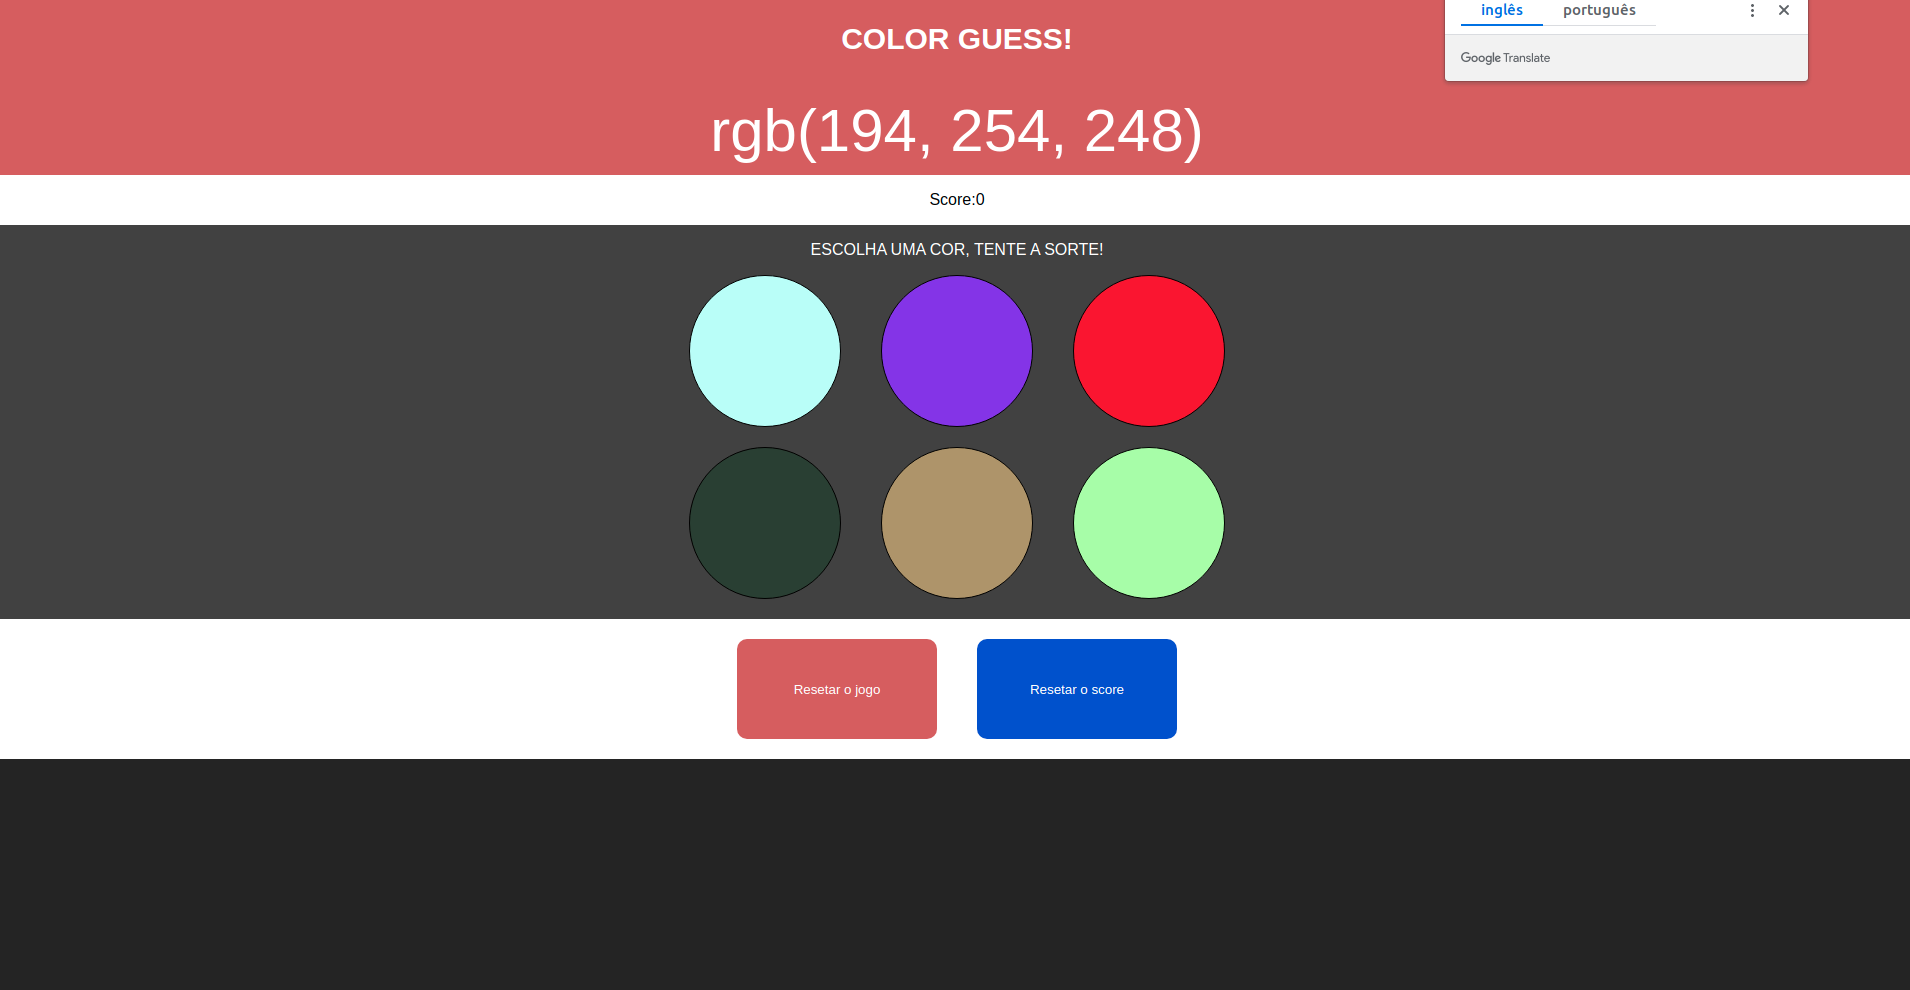 inglês português
Google Translate
COLOR GUESS!
rgb(194, 254, 248)
Score:0
ESCOLHA UMA COR, TENTE A SORTE!
Resetar o jogo
Resetar o score